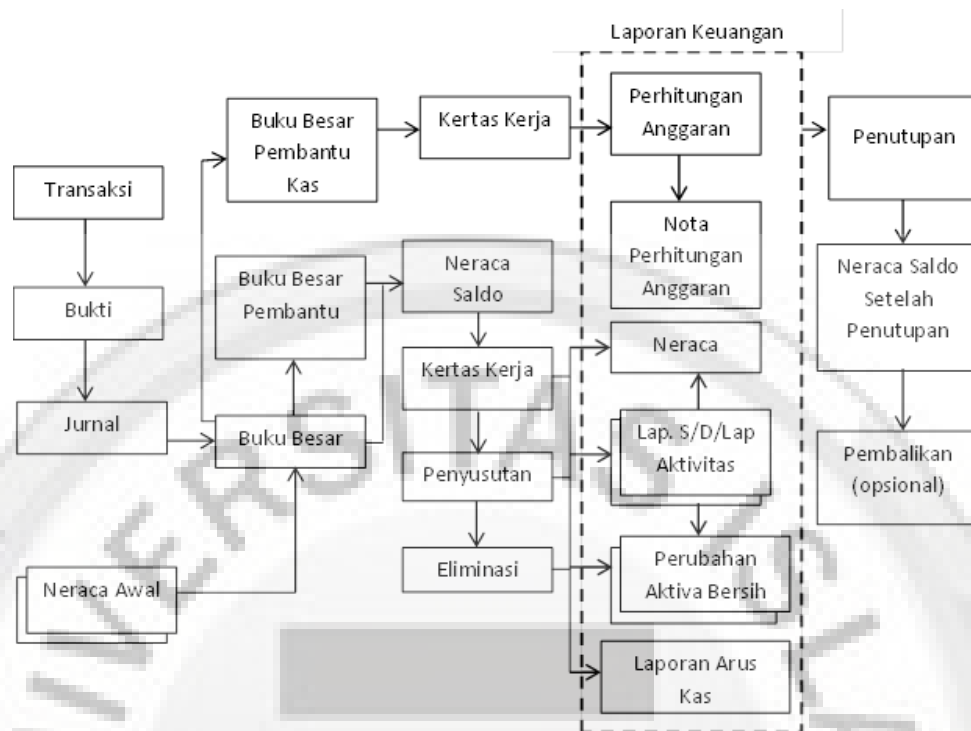 Laporan Keuangan
Transaksi
Bukti
Jurnal
Neraca Awal
Buku Besar
Pembantu
Kas
Buku Besar
Pembantu
Buku Besar
Kertas Kerja
Neraca
Saldo
Kertas Kerja
Penyusutan
Eliminasi
Perhitungan
Anggaran
Nota
Perhitungan
Anggaran
Neraca
Lap. S/D/Lap
Aktivitas
Perubahan
Aktiva Bersih
Laporan Arus
Kas
Penutupan
Neraca Saldo
Setelah
Penutupan
Pembalikan
(opsional)
UNIVERSITAS